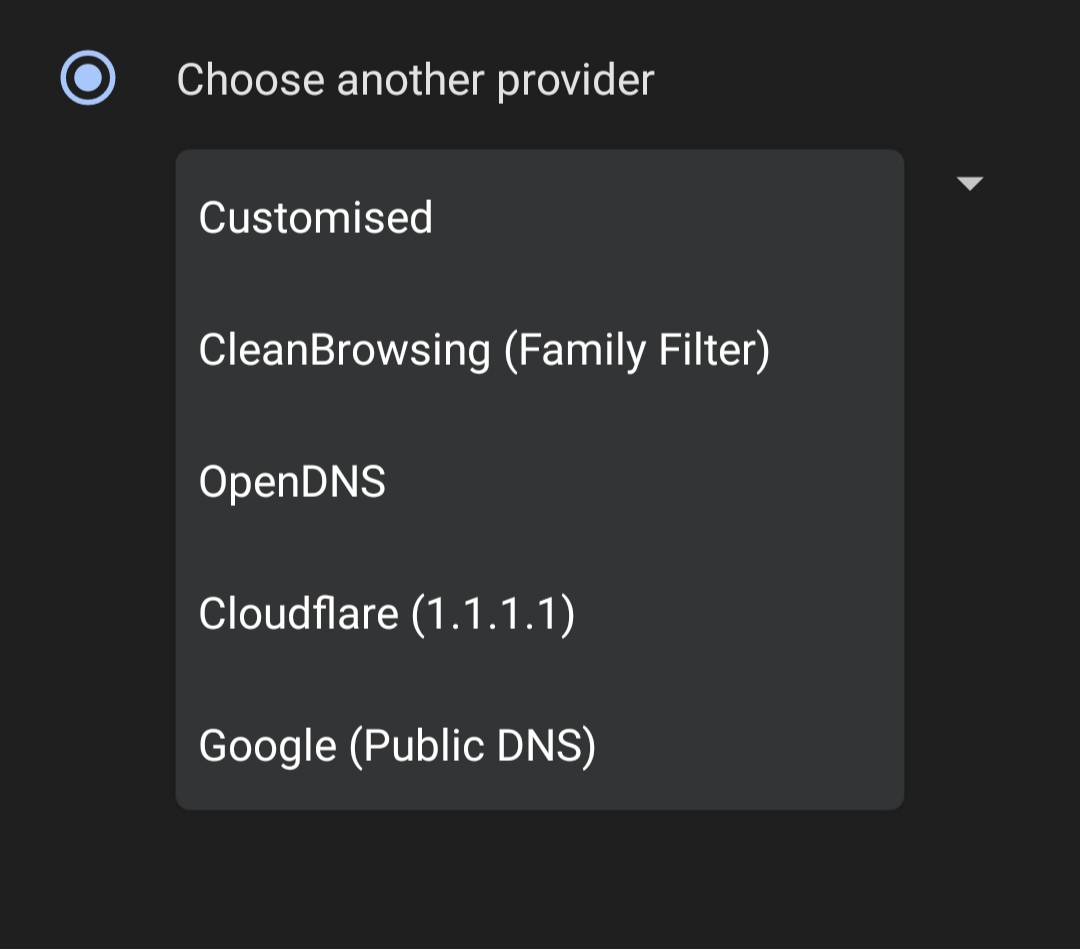 Choose another provider
Customised
CleanBrowsing (Family Filter)
OpenDNS
Cloudflare (1.1.1.1)
Google (Public DNS)